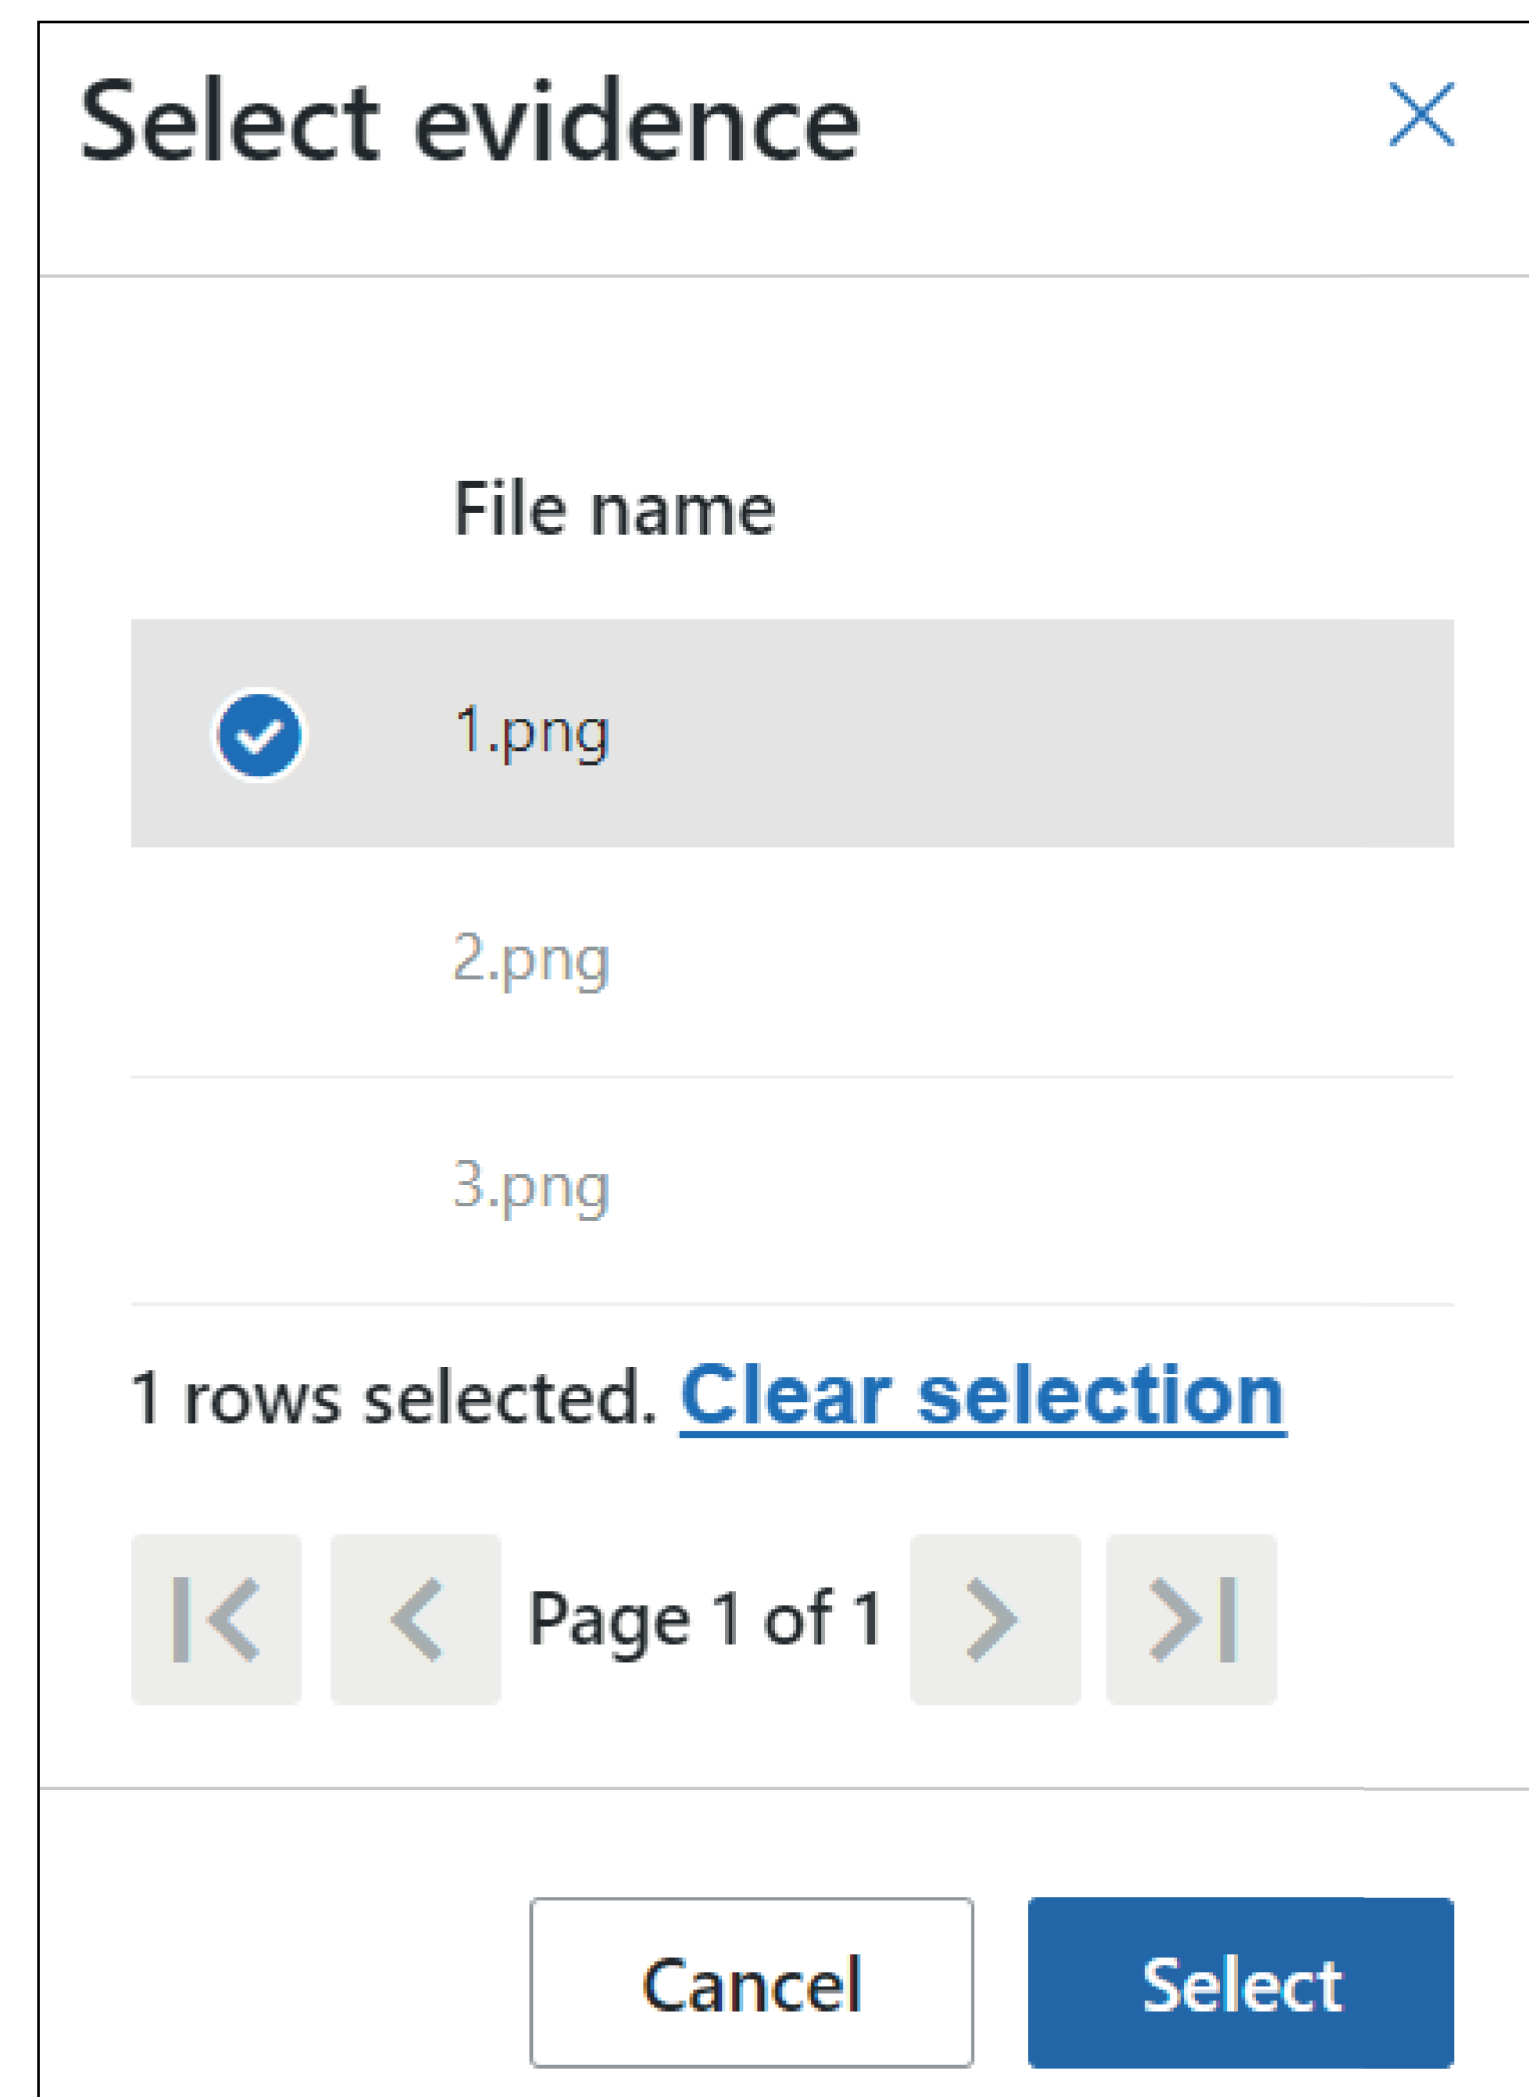 Select evidence
File name
1.png
2.png
3.png
1 rows selected. Clear selection
Page 1 of 1
Cancel Select